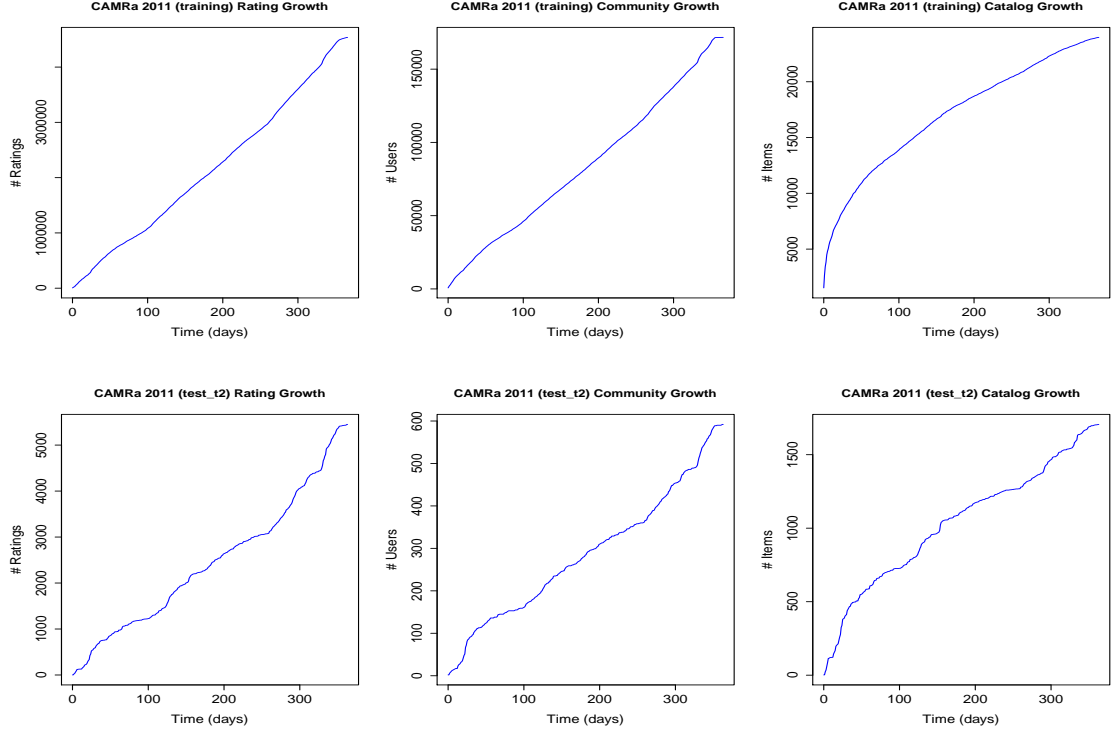 CAMRa 2011 (training) Rating Growth
# Ratings
3000000
1000000
0
0 100 200 300
Time (days)
CAMRa 2011 (training) Community Growth
# Users
150000
100000
50000
0
0 100 200 300
Time (days)
CAMRa 2011 (training) Catalog Growth
# Items
20000
15000
10000
5000
0 100 200 300
Time (days)
CAMRa 2011 (test_t2) Rating Growth
# Ratings
5000
4000
3000
2000
1000
0
0 100 200 300
Time (days)
CAMRa 2011 (test_t2) Community Growth
# Users
600
500
400
300
200
100
0
0 100 200 300
Time (days)
CAMRa 2011 (test_t2) Catalog Growth
# Items
1500
1000
500
0
0 100 200 300
Time (days)